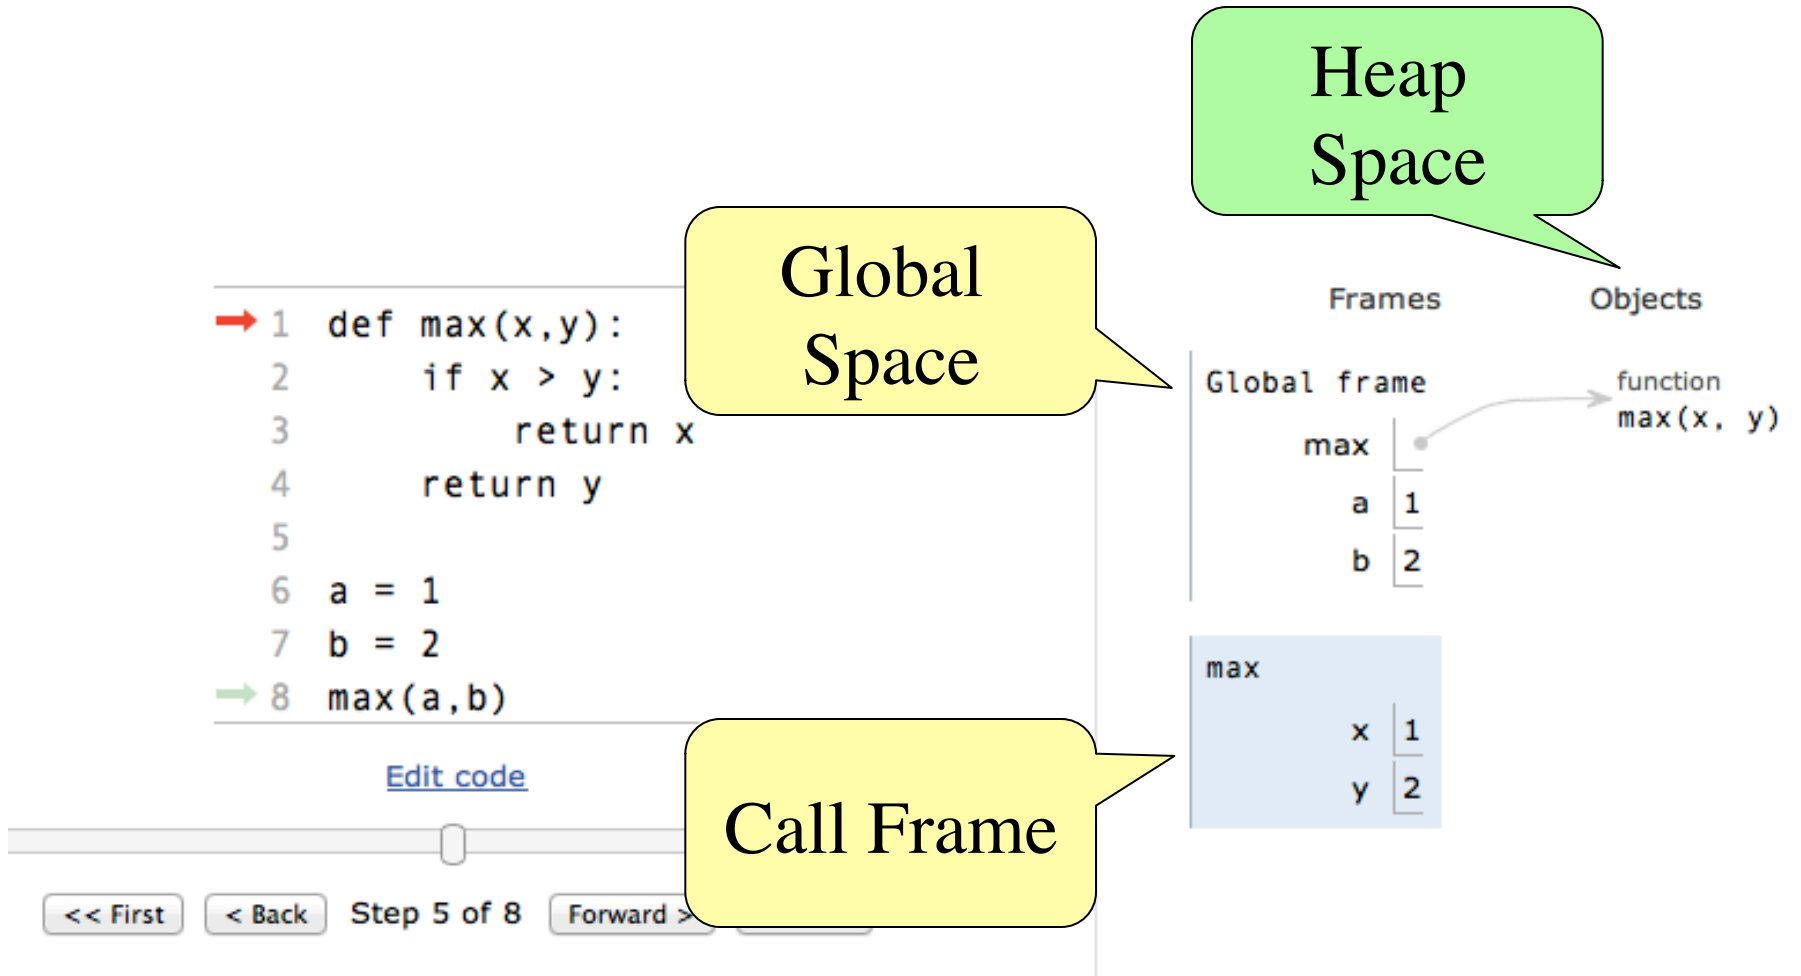 Heap
Space
Global
Space
Frames Objects
1 def max(x,y):
2 if x > y:
3 return x
4 return y
5
6 a = 1
7 b = 2
8 max(a,b)
Global frame
function
max(x, y)
max
a 1
b 2
max
x 1
y 2
Call Frame
Edit code
<< First < Back Step 5 of 8 Forward >